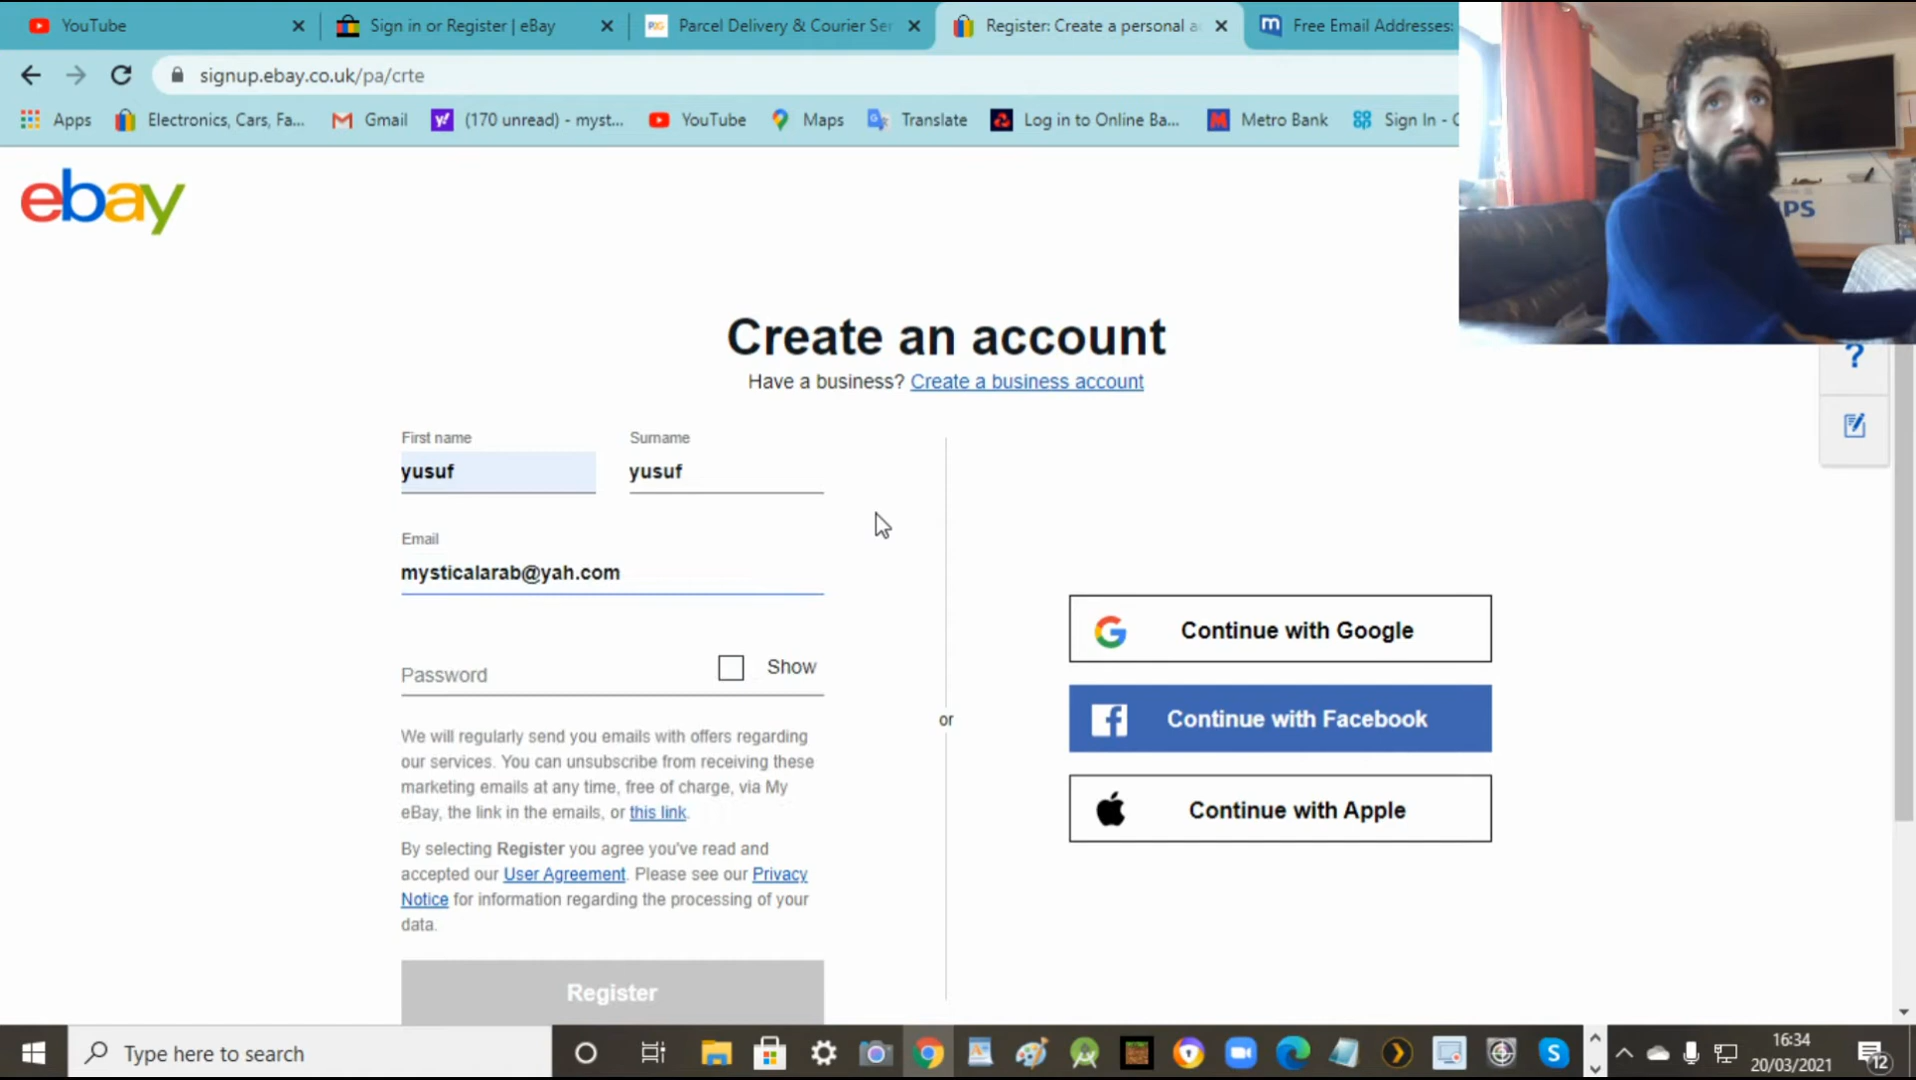 YouTube
Sign in or Register | eBay
Parcel Delivery & Courier Ser
Register: Create a personal a
Free Email Addresses:
signup.ebay.co.uk/pa/crte
Apps
Electronics, Cars, Fa...
Gmail
(170 unread) - myst...
YouTube
Maps
Translate
Log in to Online Ba...
Metro Bank
Sign In - C
ebay
Create an account
Have a business? Create a business account
First name
Surname
yusuf
yusuf
Email
mysticalarab@yah.com
Password
Show
We will regularly send you emails with offers regarding
our services. You can unsubscribe from receiving these
marketing emails at any time, free of charge, via My
eBay, the link in the emails, or this link.
By selecting Register you agree you've read and
accepted our User Agreement. Please see our Privacy
Notice for information regarding the processing of your
data.
Register
or
Continue with Google
Continue with Facebook
Continue with Apple
?
Type here to search
16:34
20/03/2021
12